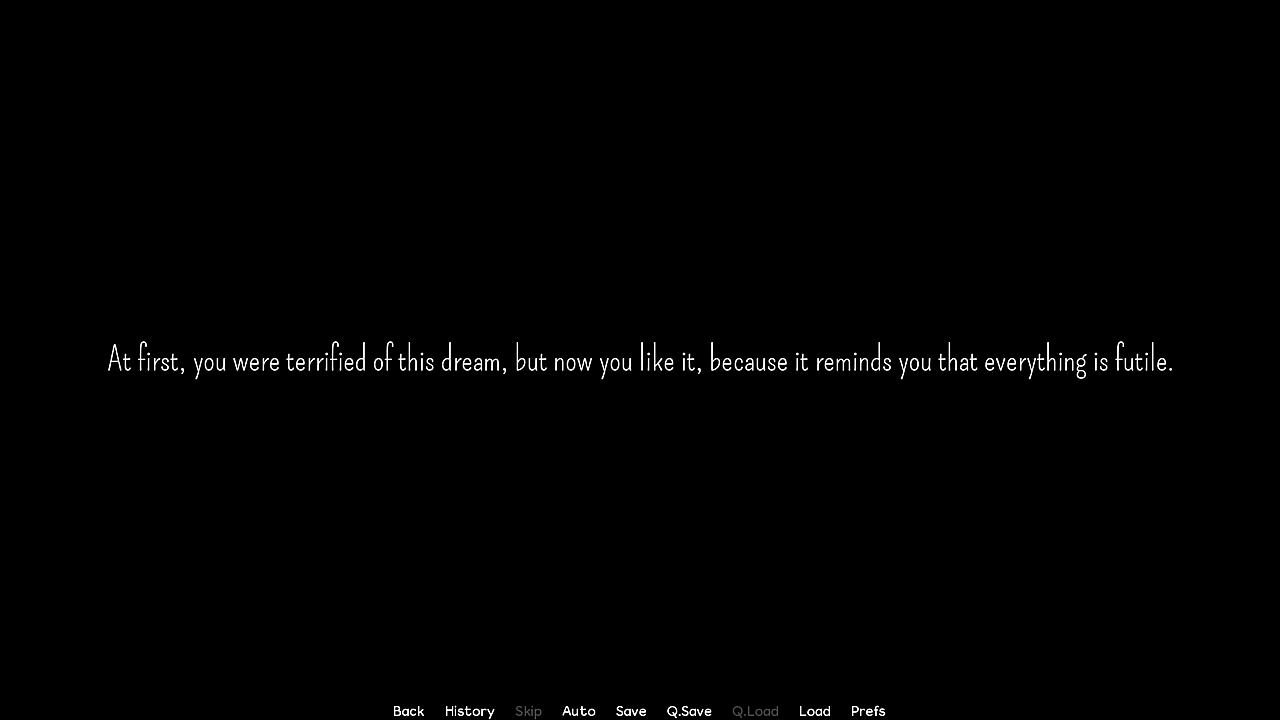 At first, you were terrified of this dream, but now you like it, because it reminds you that everything is futile.
Back History Skip Auto Save Q.Save Q.Load Load Prefs